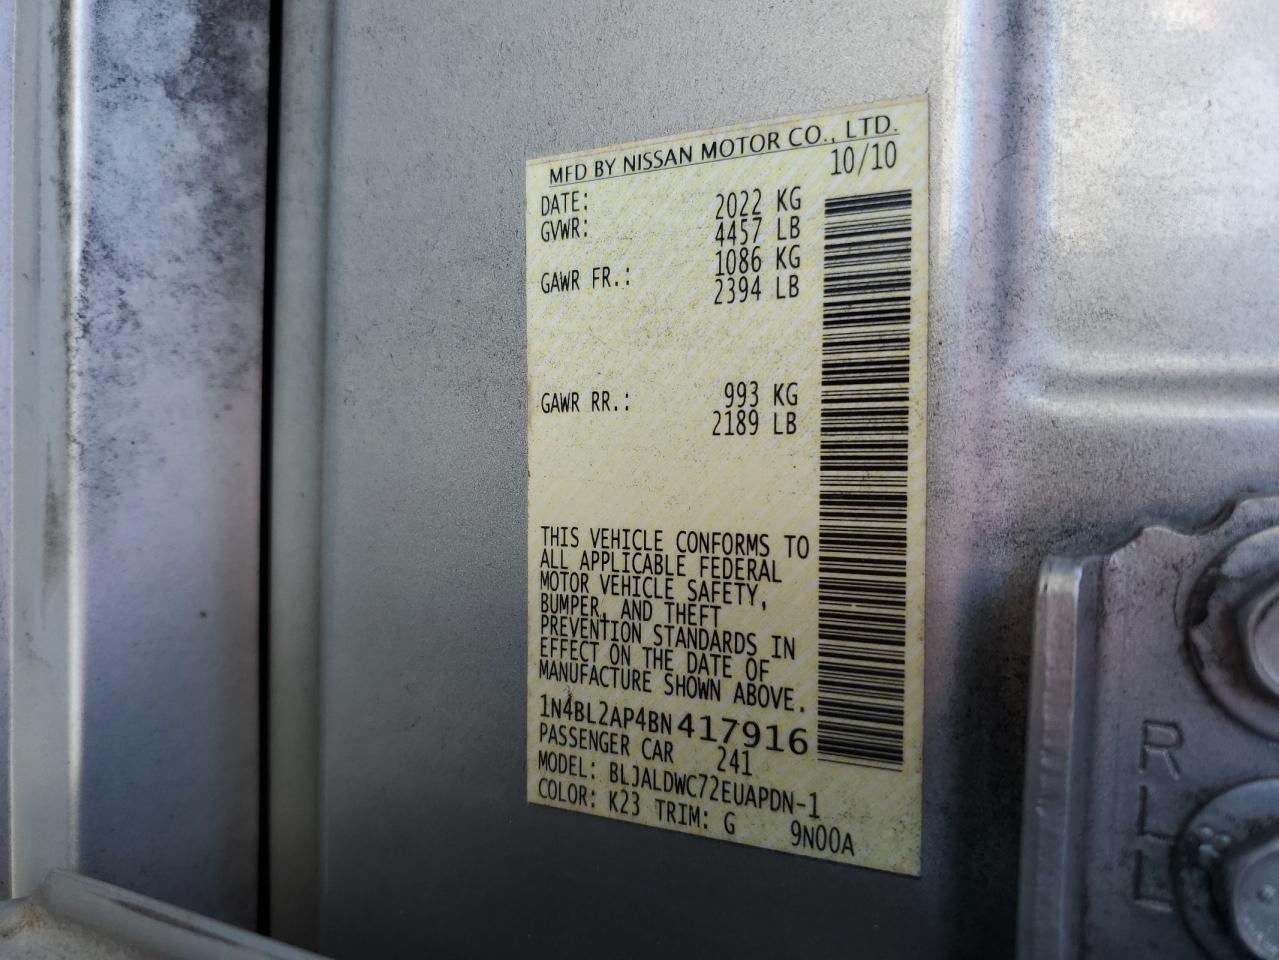 MFD BY NISSAN MOTOR CO., LTD.
DATE: 10/10
GVWR: 2022 KG
4457 LB
GAWR FR.: 1086 KG
2394 LB
GAWR RR.: 993 KG
2189 LB
THIS VEHICLE CONFORMS TO
ALL APPLICABLE FEDERAL
MOTOR VEHICLE SAFETY,
BUMPER, AND THEFT
PREVENTION STANDARDS IN
EFFECT ON THE DATE OF
MANUFACTURE SHOWN ABOVE.
1N4BL2AP4BN417916
PASSENGER CAR 241
MODEL: BLJALDWC72EUAPDN-1
COLOR: K23 TRIM: G 9N00A
R
L
L